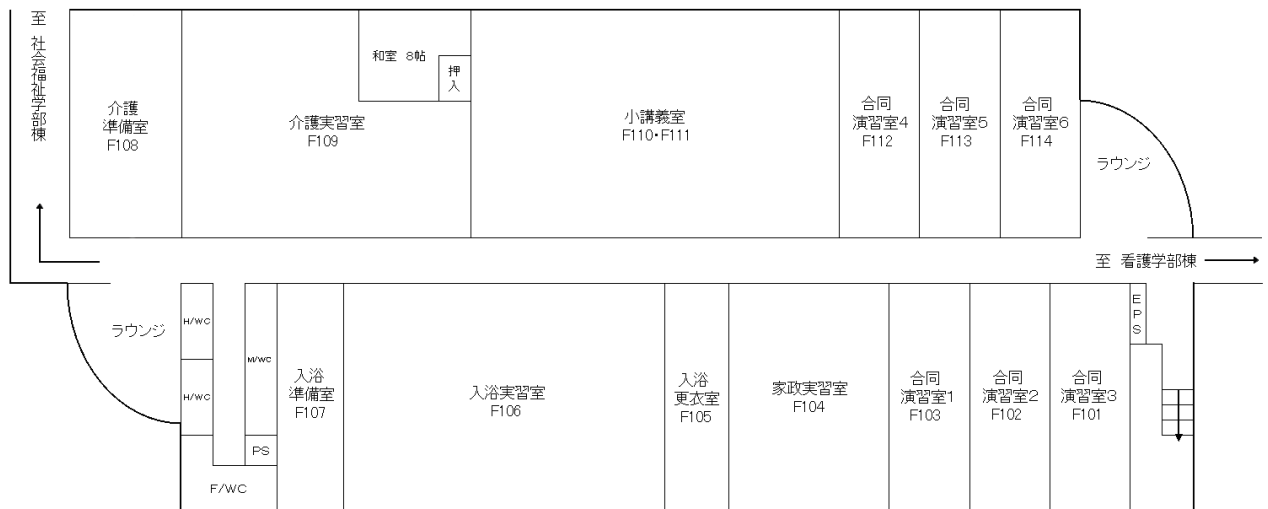 至 社会福祉学部棟
介護
準備室
F108
介護実習室
F109
和室 8帖
押入
小講義室
F110・F111
合同
演習室4
F112
合同
演習室5
F113
合同
演習室6
F114
ラウンジ
至 看護学部棟
ラウンジ
H/WC
H/WC
M/WC
PS
F/WC
入浴
準備室
F107
入浴実習室
F106
入浴
更衣室
F105
家政実習室
F104
合同
演習室1
F103
合同
演習室2
F102
合同
演習室3
F101
EPS